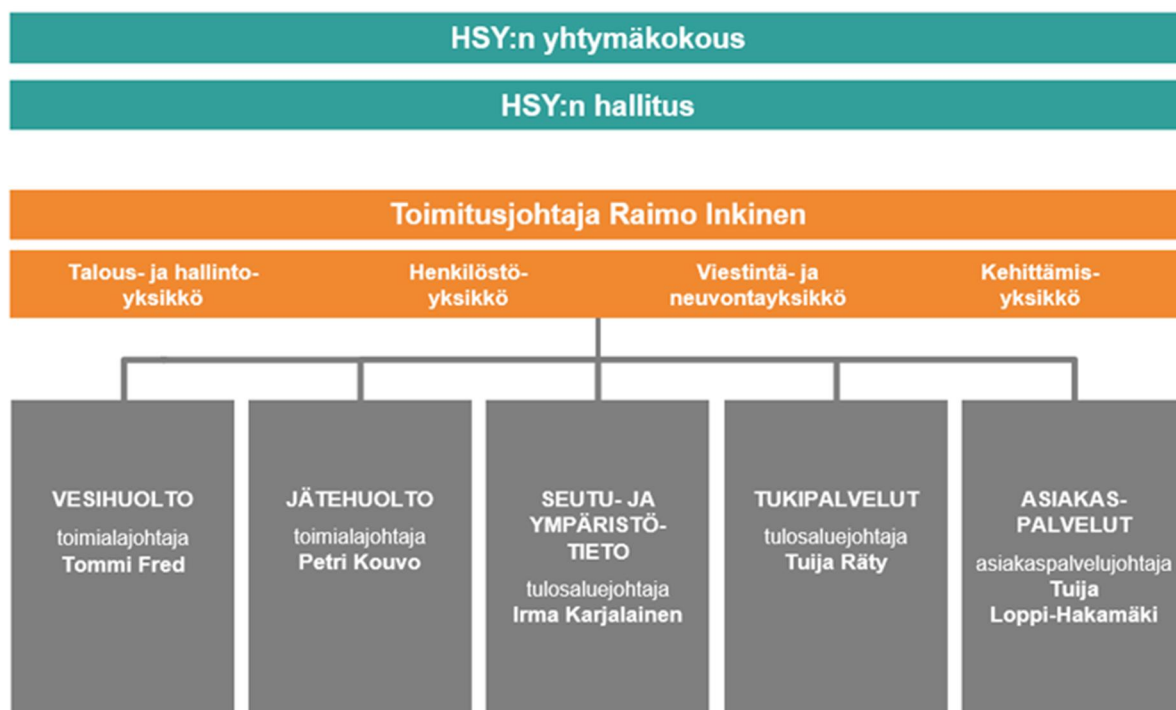 HSY:n yhtymäkokous
HSY:n hallitus
Toimitusjohtaja Raimo Inkinen
Talous- ja hallinto-
yksikkö
Henkilöstö-
yksikkö
Viestintä- ja
neuvontayksikkö
Kehittämis-
yksikkö
VESIHUOLTO
toimialajohtaja
Tommi Fred
JÄTEHUOLTO
toimialajohtaja
Petri Kouvo
SEUTU- JA
YMPÄRISTÖ-
TIETO
tulosaluejohtaja
Irma Karjalainen
TUKIPALVELUT
tulosaluejohtaja
Tuija Räty
ASIAKAS-
PALVELUT
asiakaspalvelujohtaja
Tuija
Loppi-Hakamäki